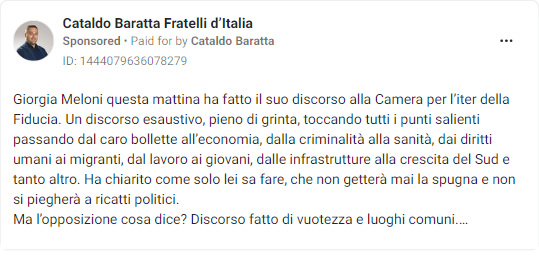 Cataldo Baratta Fratelli d'Italia
Sponsored • Paid for by Cataldo Baratta
ID: 1444079636078279
Giorgia Meloni questa mattina ha fatto il suo discorso alla Camera per l'iter della
Fiducia. Un discorso esaustivo, pieno di grinta, toccando tutti i punti salienti
passando dal caro bollette all'economia, dalla criminalità alla sanità, dai diritti
umani ai migranti, dal lavoro ai giovani, dalle infrastrutture alla crescita del Sud e
tanto altro. Ha chiarito come solo lei sa fare, che non getterà mai la spugna e non
si piegherà a ricatti politici.
Ma l'opposizione cosa dice? Discorso fatto di vuotezza e luoghi comuni....